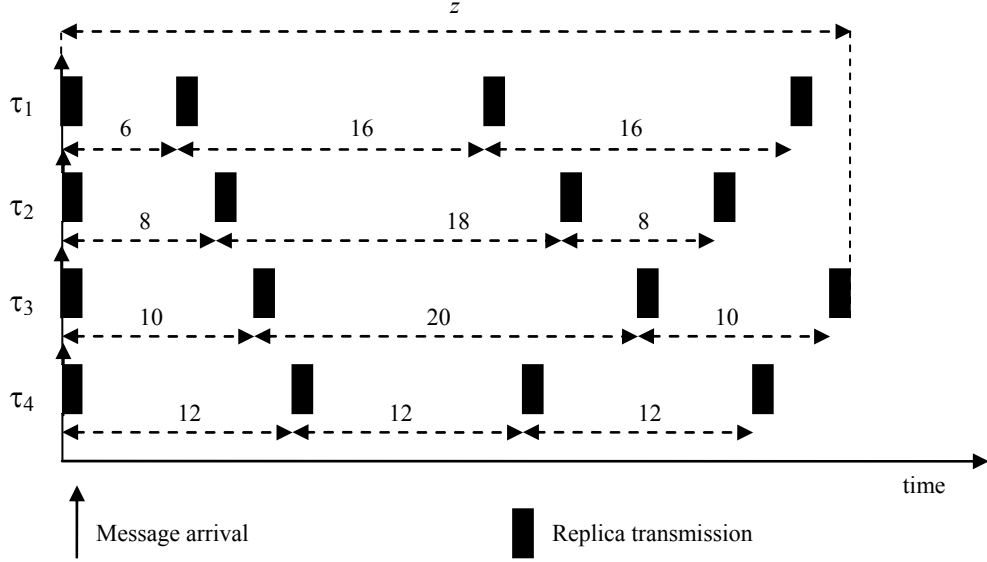 z
τ1
6 16 16
τ2
8 18 8
τ3
10 20 10
τ4
12 12 12
time
Message arrival
Replica transmission